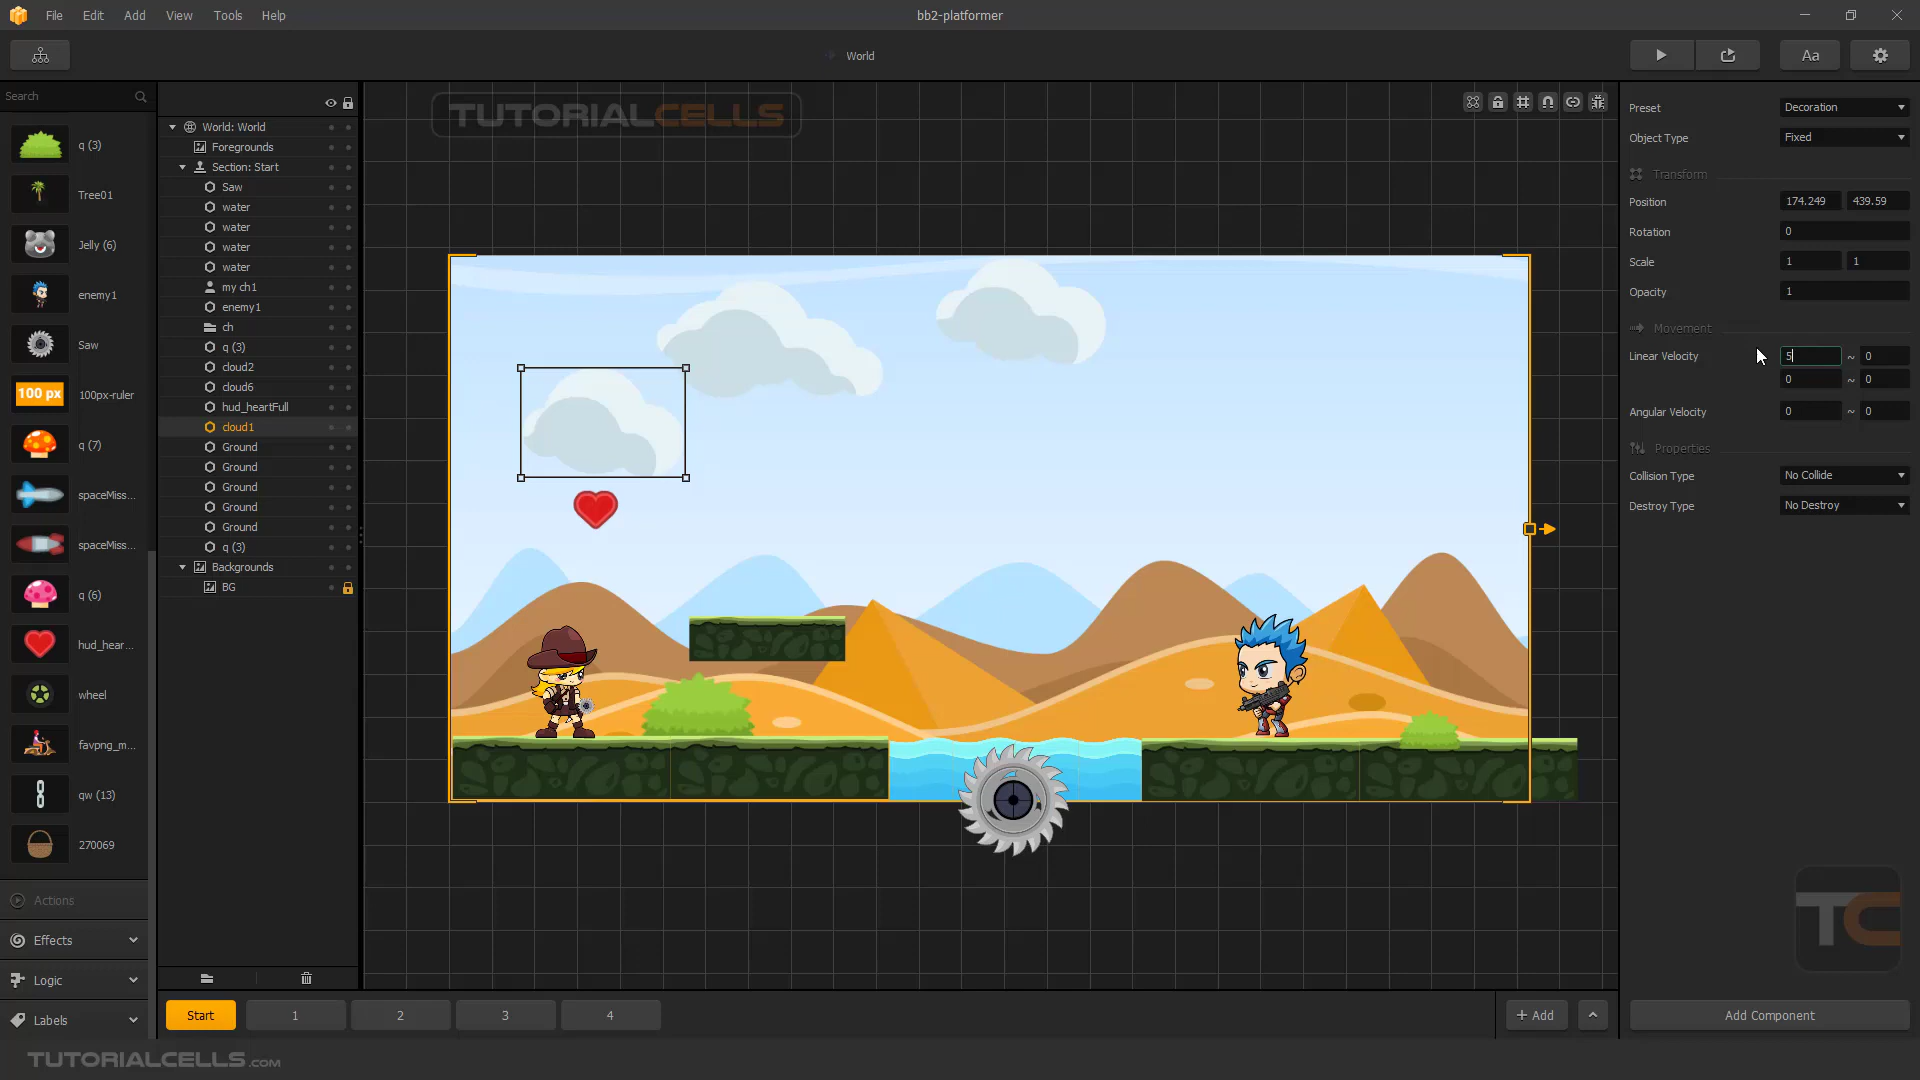 File Edit View Add Tools Help
bb2-platformer
World
Aa
Search
q (3)
Tree01
Jelly (6)
enemy1
Saw
100 px
100px-ruler
q (7)
spaceMiss...
spaceMiss...
q (6)
hud_hear...
wheel
favpng_m...
qw (13)
270069
Actions
Effects
Logic
Labels
World: World
Foregrounds
Section: Start
Saw
water
water
water
water
my ch1
enemy1
ch
q (3)
cloud2
cloud6
hud_heartFull
cloud1
Ground
Ground
Ground
Ground
Ground
q (3)
Backgrounds
BG
TUTORIALCELLS
Preset Decoration
Object Type Fixed
Transform
Position 174.249 439.59
Rotation 0
Scale 1 1
Opacity 1
Movement
Linear Velocity 5 ~ 0
0 ~ 0
Angular Velocity 0 ~ 0
Properties
Collision Type No Collide
Destroy Type No Destroy
TC
Start 1 2 3 4
+ Add
Add Component
TUTORIALCELLS.COM